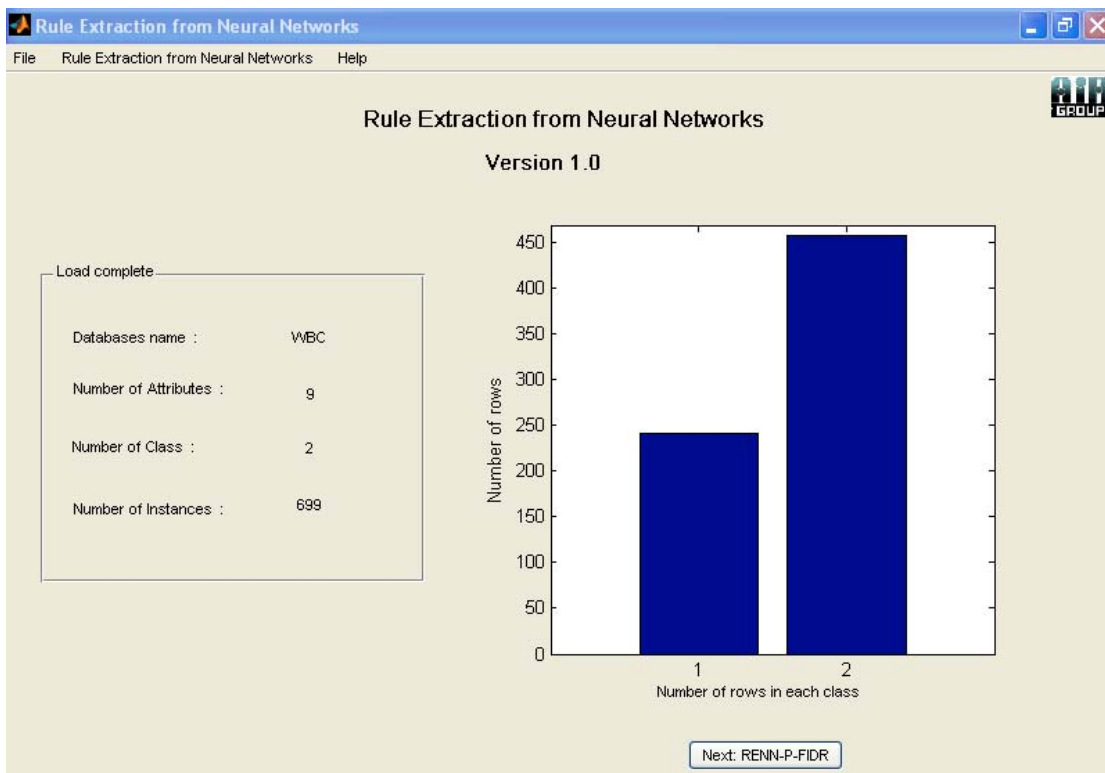 Rule Extraction from Neural Networks
File Rule Extraction from Neural Networks Help
AIA
GROUP
Rule Extraction from Neural Networks
Version 1.0
Load complete
Databases name : WBC
Number of Attributes : 9
Number of Class : 2
Number of Instances : 699
Number of rows
450
400
350
300
250
200
150
100
50
0
1 2
Number of rows in each class
Next: RENN-P-FIDR